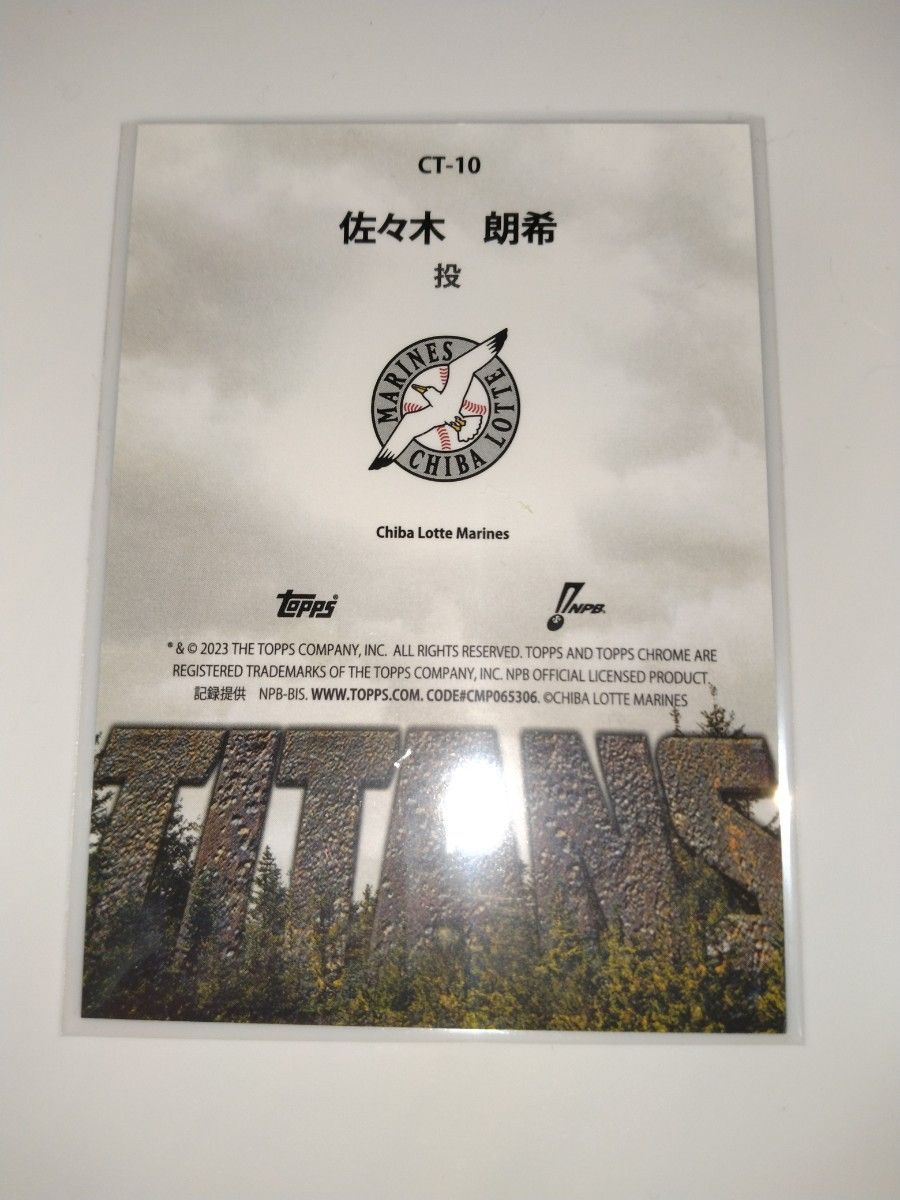 CT-10
佐々木 朗希
投
MARINES
CHIBA LOTTE
Chiba Lotte Marines
Topps® NPB®
® & © 2023 THE TOPPS COMPANY, INC. ALL RIGHTS RESERVED. TOPPS AND TOPPS CHROME ARE
REGISTERED TRADEMARKS OF THE TOPPS COMPANY, INC. NPB OFFICIAL LICENSED PRODUCT.
記録提供 NPB-BIS. WWW.TOPPS.COM. CODE#CMP065306. ©CHIBA LOTTE MARINES
TITANS